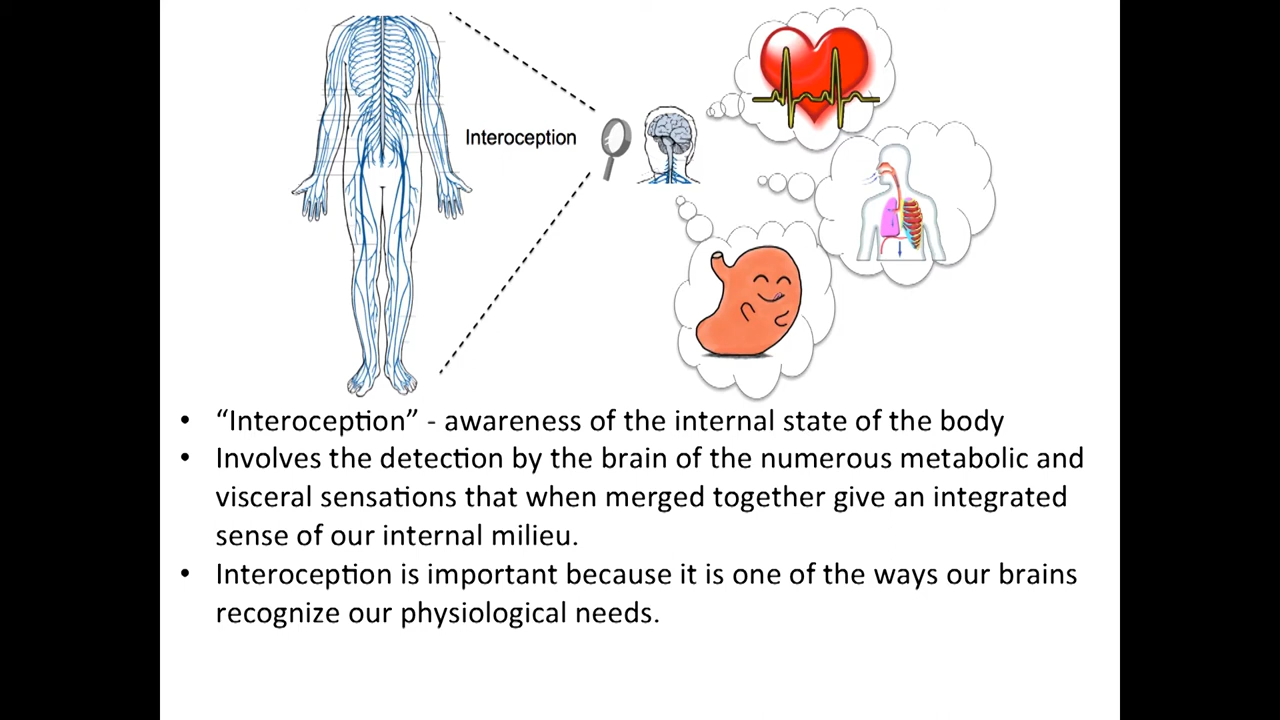 Interoception
• “Interoception” - awareness of the internal state of the body
• Involves the detection by the brain of the numerous metabolic and
visceral sensations that when merged together give an integrated
sense of our internal milieu.
• Interoception is important because it is one of the ways our brains
recognize our physiological needs.